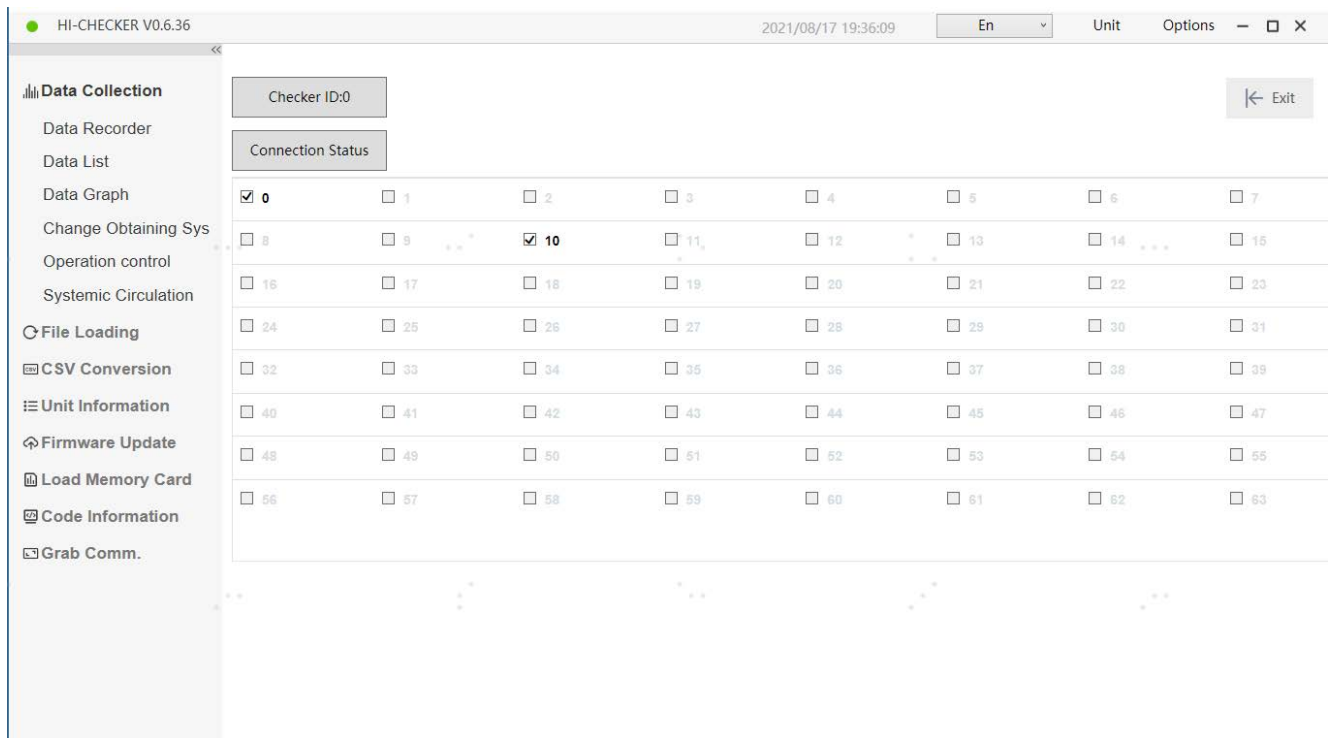 HI-CHECKER V0.6.36 2021/08/17 19:36:09 En Unit Options
Data Collection
Data Recorder
Data List
Data Graph
Change Obtaining Sys
Operation control
Systemic Circulation
File Loading
CSV Conversion
Unit Information
Firmware Update
Load Memory Card
Code Information
Grab Comm.
Checker ID:0 Exit
Connection Status
0 1 2 3 4 5 6 7
8 9 10 11 12 13 14 15
16 17 18 19 20 21 22 23
24 25 26 27 28 29 30 31
32 33 34 35 36 37 38 39
40 41 42 43 44 45 46 47
48 49 50 51 52 53 54 55
56 57 58 59 60 61 62 63